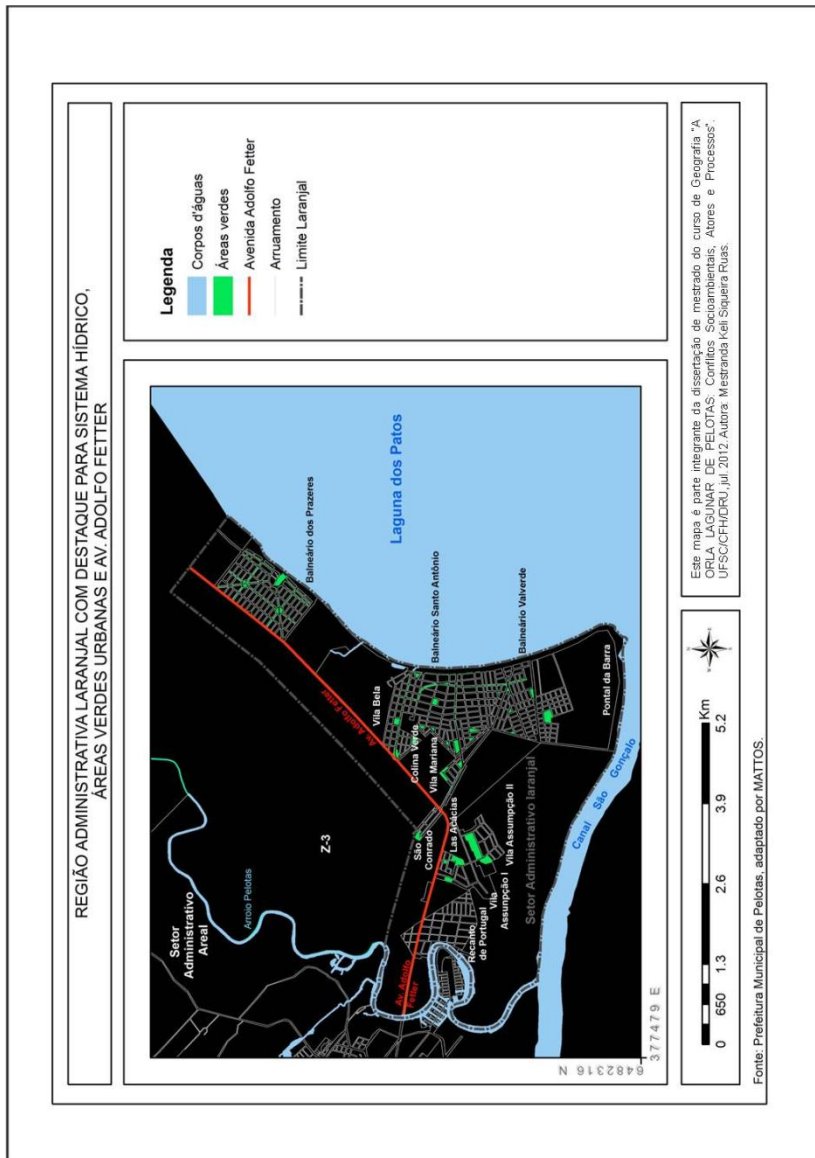 REGIÃO ADMINISTRATIVA LARANJAL COM DESTAQUE PARA SISTEMA HÍDRICO,
ÁREAS VERDES URBANAS E AV. ADOLFO FETTER
Setor
Administrativo
Areal
Arroio Pelotas
Z-3
Av. Adolfo
Fetter
Av. Adolfo Fetter
São
Conrado
Las Acácias
Recanto
de Portugal
Vila
Assunpção I
Vila Assumpção II
Colina Verde
Vila Mariana
Vila Bela
Balneário dos Prazeres
Balneário Santo Antônio
Balneário Valverde
Pontal da Barra
Setor Administrativo laranjal
Laguna dos Patos
Canal São Gonçalo
6482316 N
377479 E
Legenda
Corpos d'águas
Áreas verdes
Avenida Adolfo Fetter
Arruamento
Limite Laranjal
0 650 1.3 2.6 3.9 5.2
Km
Este mapa é parte integrante da dissertação de mestrado do curso de Geografia "A
ORLA LAGUNAR DE PELOTAS: Conflitos Socioambientais, Atores e Processos".
UFSC/CFH/DRU, jul. 2012. Autora: Mestranda Keli Siqueira Ruas.
Fonte: Prefeitura Municipal de Pelotas, adaptado por MATTOS.